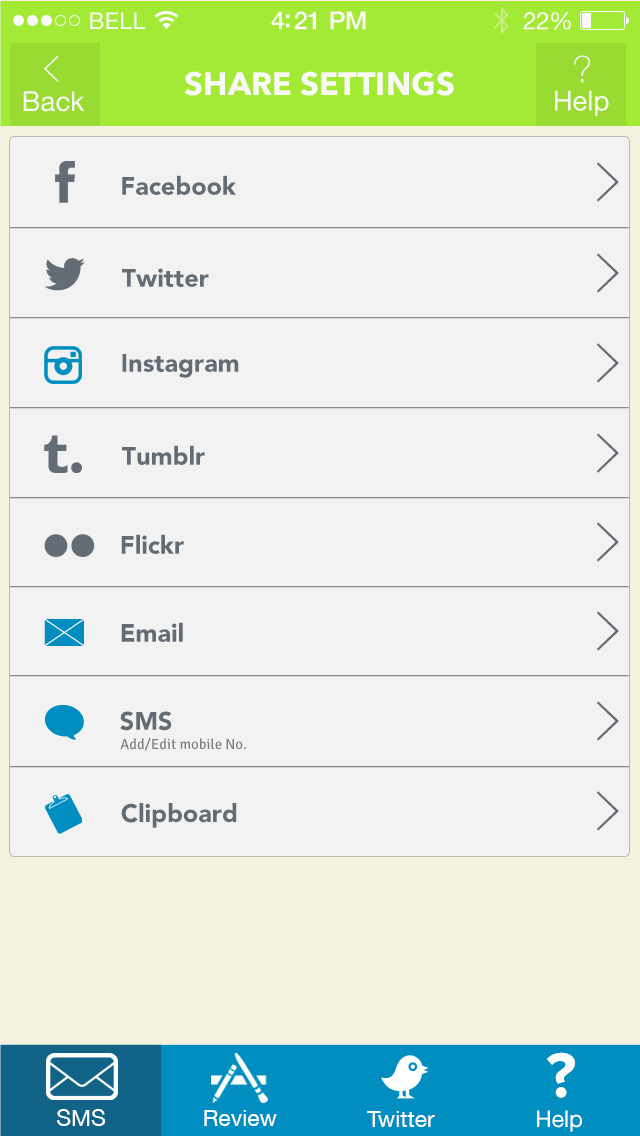 BELL 4:21 PM 22%
Back SHARE SETTINGS ? Help
Facebook
Twitter
Instagram
Tumblr
Flickr
Email
SMS
Add/Edit mobile No.
Clipboard
?
SMS Review Twitter Help